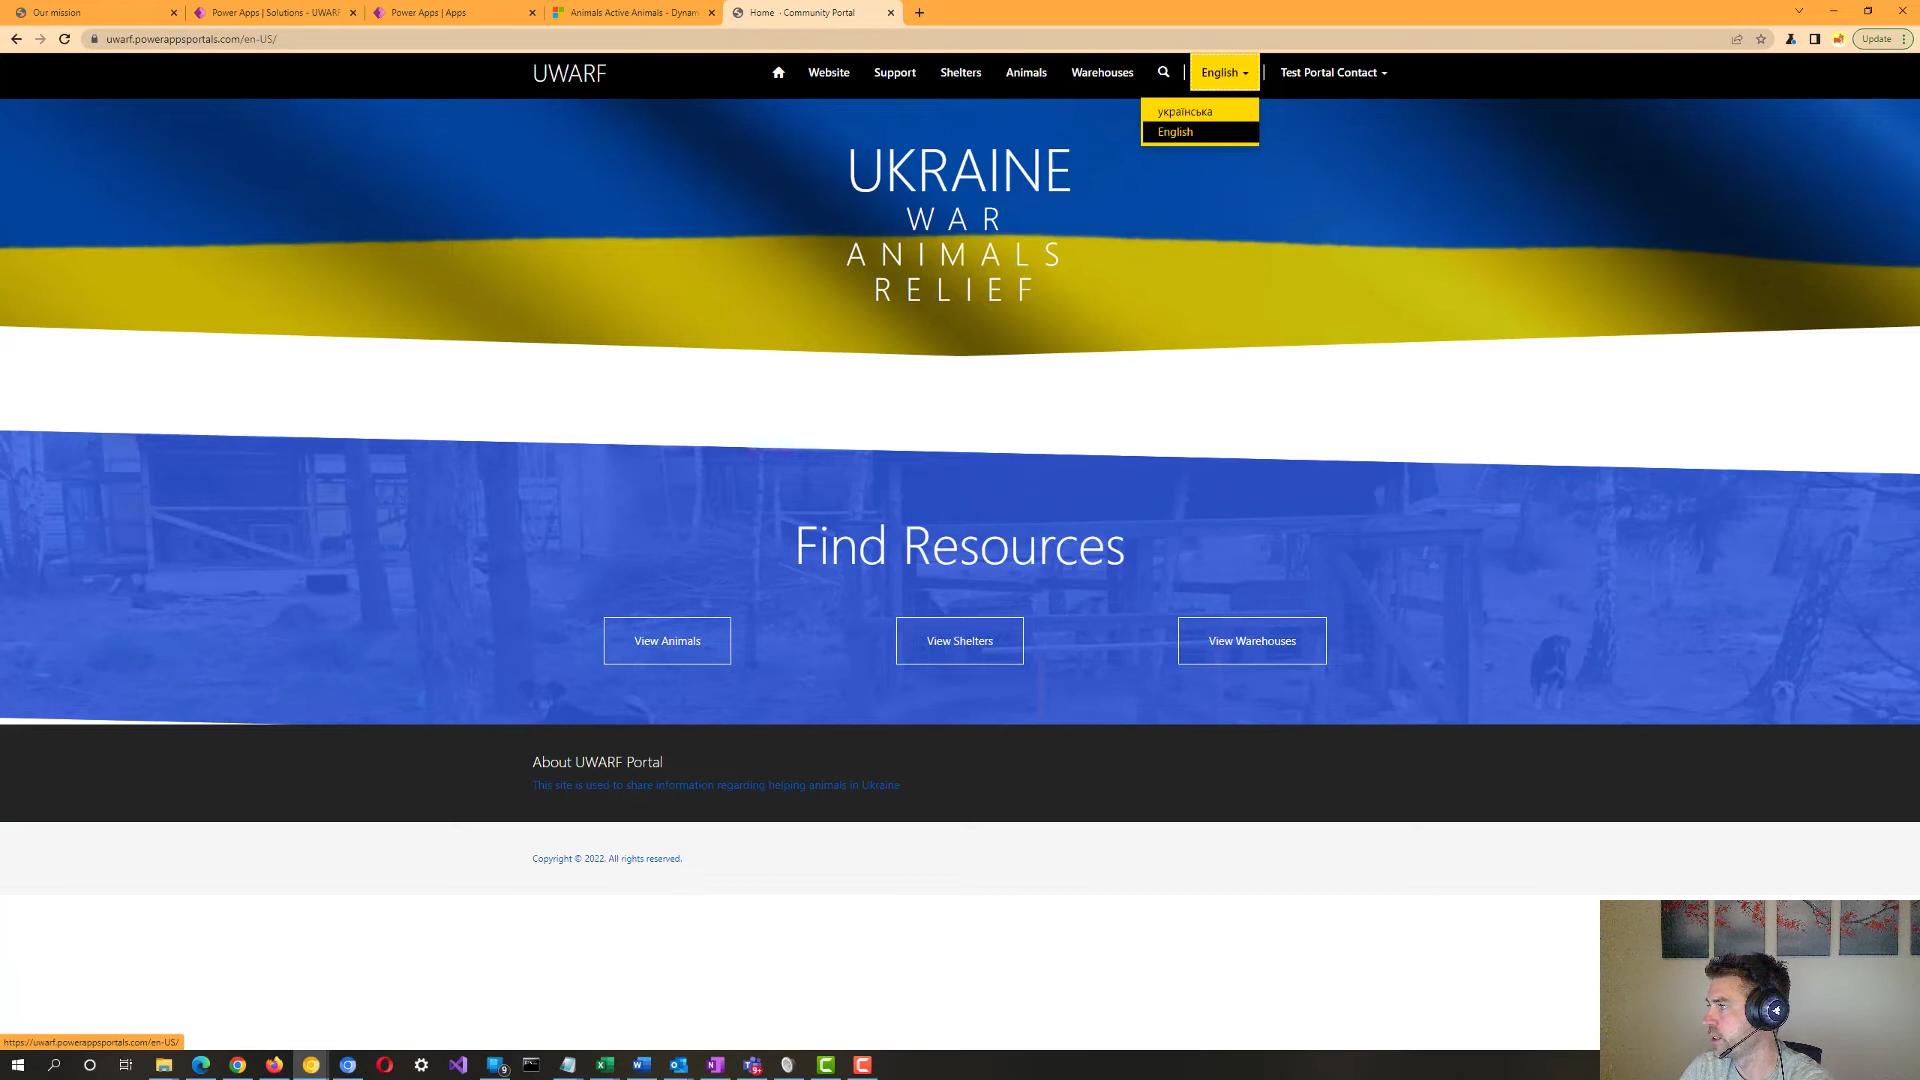 Our mission
Power Apps | Solutions - UWARF
Power Apps | Apps
Animals Active Animals - Dynam
Home · Community Portal
uwarf.powerappsportals.com/en-US/
Update
UWARF
Website
Support
Shelters
Animals
Warehouses
English
Test Portal Contact
українська
English
UKRAINE
WAR
ANIMALS
RELIEF
Find Resources
View Animals
View Shelters
View Warehouses
About UWARF Portal
This site is used to share information regarding helping animals in Ukraine
Copyright © 2022. All rights reserved.
https://uwarf.powerappsportals.com/en-US/
9
9+